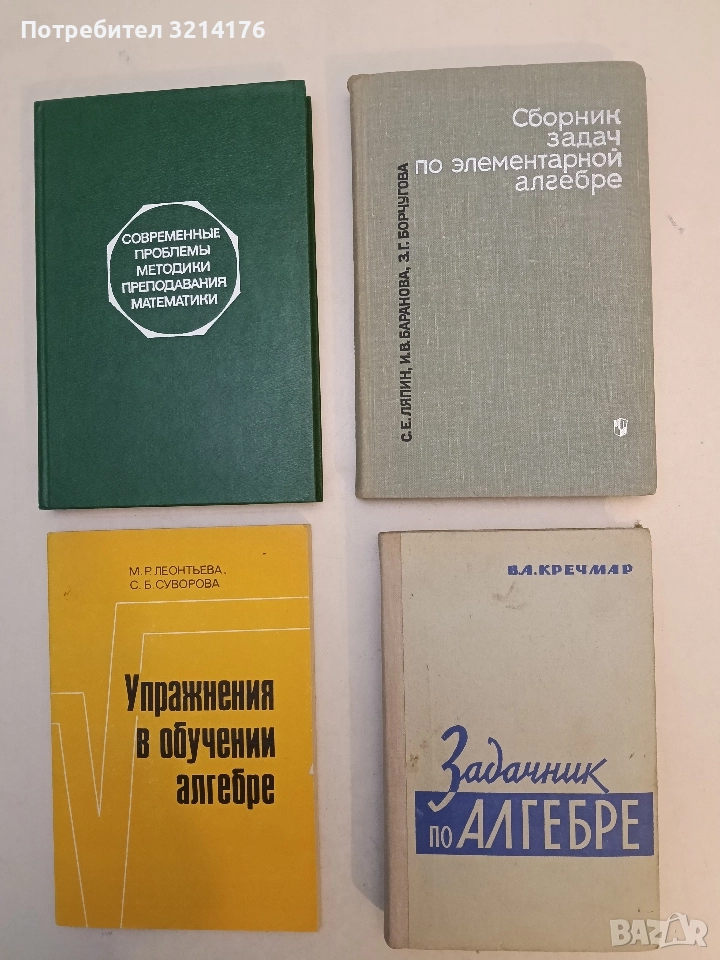 Потребител 3214176
СОВРЕМЕННЫЕ
ПРОБЛЕМЫ
МЕТОДИКИ
ПРЕПОДАВАНИЯ
МАТЕМАТИКИ
Сборник
задач
по элементарной
алгебре
С.Е.ЛЯПИН, И.В.БАРАНОВА, З.Г.БОРЧУГОВА
М.Р.ЛЕОНТЬЕВА,
С.Б.СУВОРОВА
Упражнения
в обучении
алгебре
В.А.КРЕЧМАР
Задачник
по АЛГЕБРЕ
BAZAR